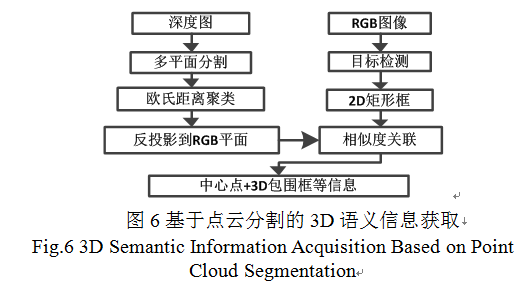 深度图
RGB图像
多平面分割
目标检测
欧氏距离聚类
2D矩形框
反投影到RGB平面
相似度关联
中心点+3D包围框等信息
图 6 基于点云分割的 3D 语义信息获取
Fig.6 3D Semantic Information Acquisition Based on Point
Cloud Segmentation